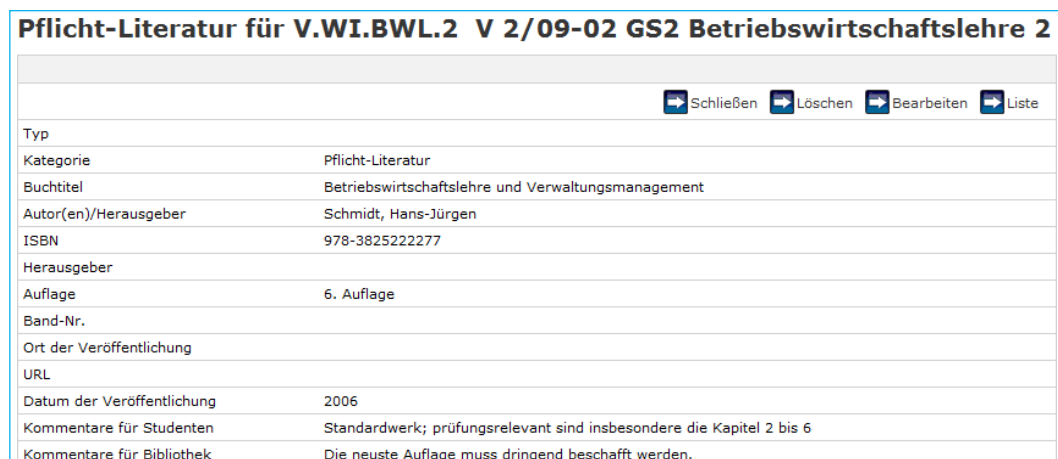 Pflicht-Literatur für V.WI.BWL.2 V 2/09-02 GS2 Betriebswirtschaftslehre 2
Schließen Löschen Bearbeiten Liste
Typ
Kategorie Pflicht-Literatur
Buchtitel Betriebswirtschaftslehre und Verwaltungsmanagement
Autor(en)/Herausgeber Schmidt, Hans-Jürgen
ISBN 978-3825222277
Herausgeber
Auflage 6. Auflage
Band-Nr.
Ort der Veröffentlichung
URL
Datum der Veröffentlichung 2006
Kommentare für Studenten Standardwerk; prüfungsrelevant sind insbesondere die Kapitel 2 bis 6
Kommentare für Bibliothek Die neuste Auflage muss dringend beschafft werden.